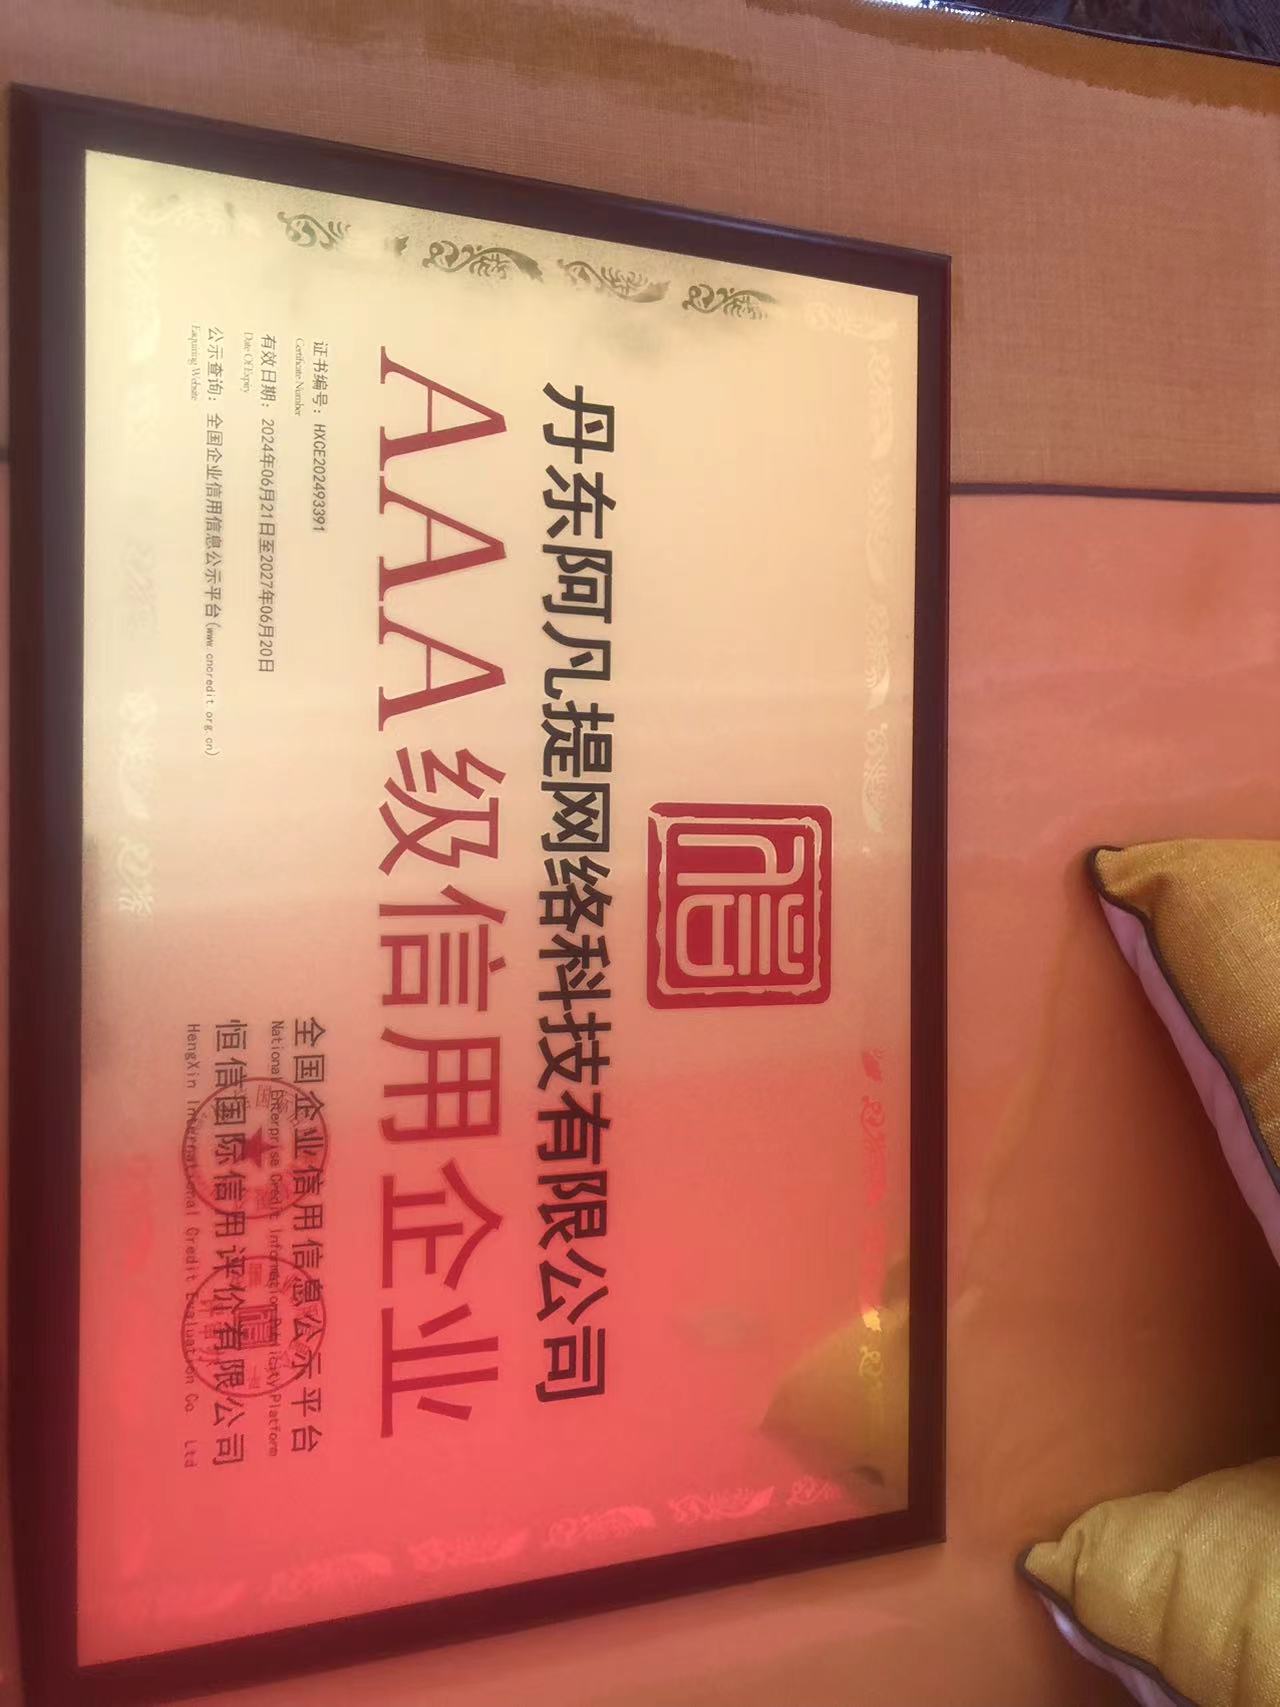 信
丹东阿凡提网络科技有限公司
AAA级信用企业
证书编号：HXCE202493391
Certificate Number
有效日期：2024年06月21日至2027年06月20日
Date Of Expiry
公示查询：全国企业信用信息公示平台(www.cncredit.org.cn)
Enquiring Website
全国企业信用信息公示平台
National Enterprise Credit Information Publicity Platform
恒信国际信用评价有限公司
HengXin International Credit Evaluation Co. Ltd